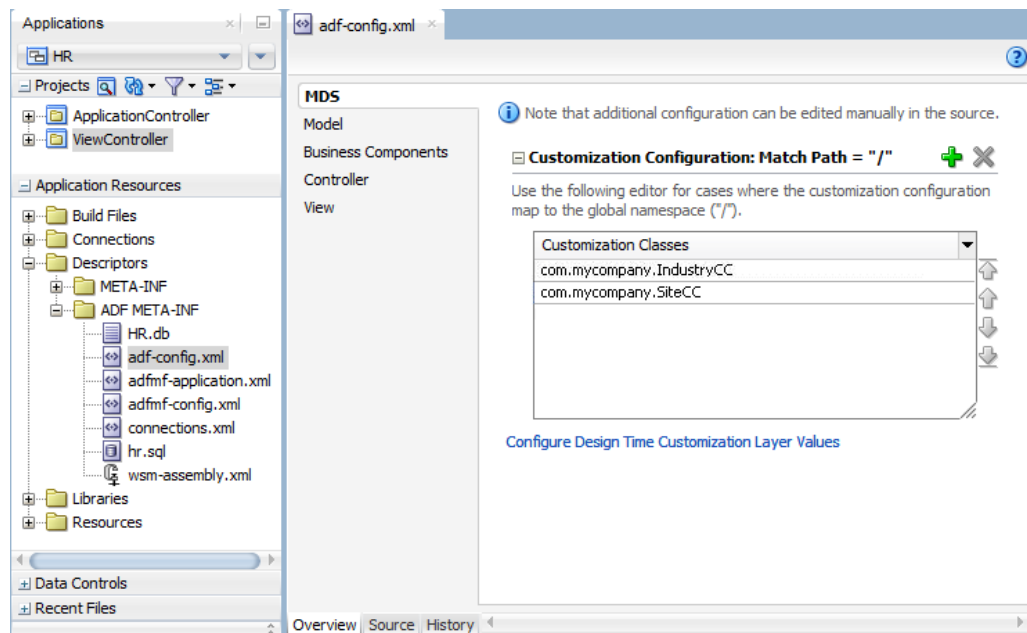 Applications
HR
Projects
ApplicationController
ViewController
Application Resources
Build Files
Connections
Descriptors
META-INF
ADF META-INF
HR.db
adf-config.xml
adfmf-application.xml
adfmf-config.xml
connections.xml
hr.sql
wsm-assembly.xml
Libraries
Resources
Data Controls
Recent Files
adf-config.xml
MDS
Model
Business Components
Controller
View
Note that additional configuration can be edited manually in the source.
Customization Configuration: Match Path = "/"
Use the following editor for cases where the customization configuration
map to the global namespace ("/").
Customization Classes
com.mycompany.IndustryCC
com.mycompany.SiteCC
Configure Design Time Customization Layer Values
Overview Source History